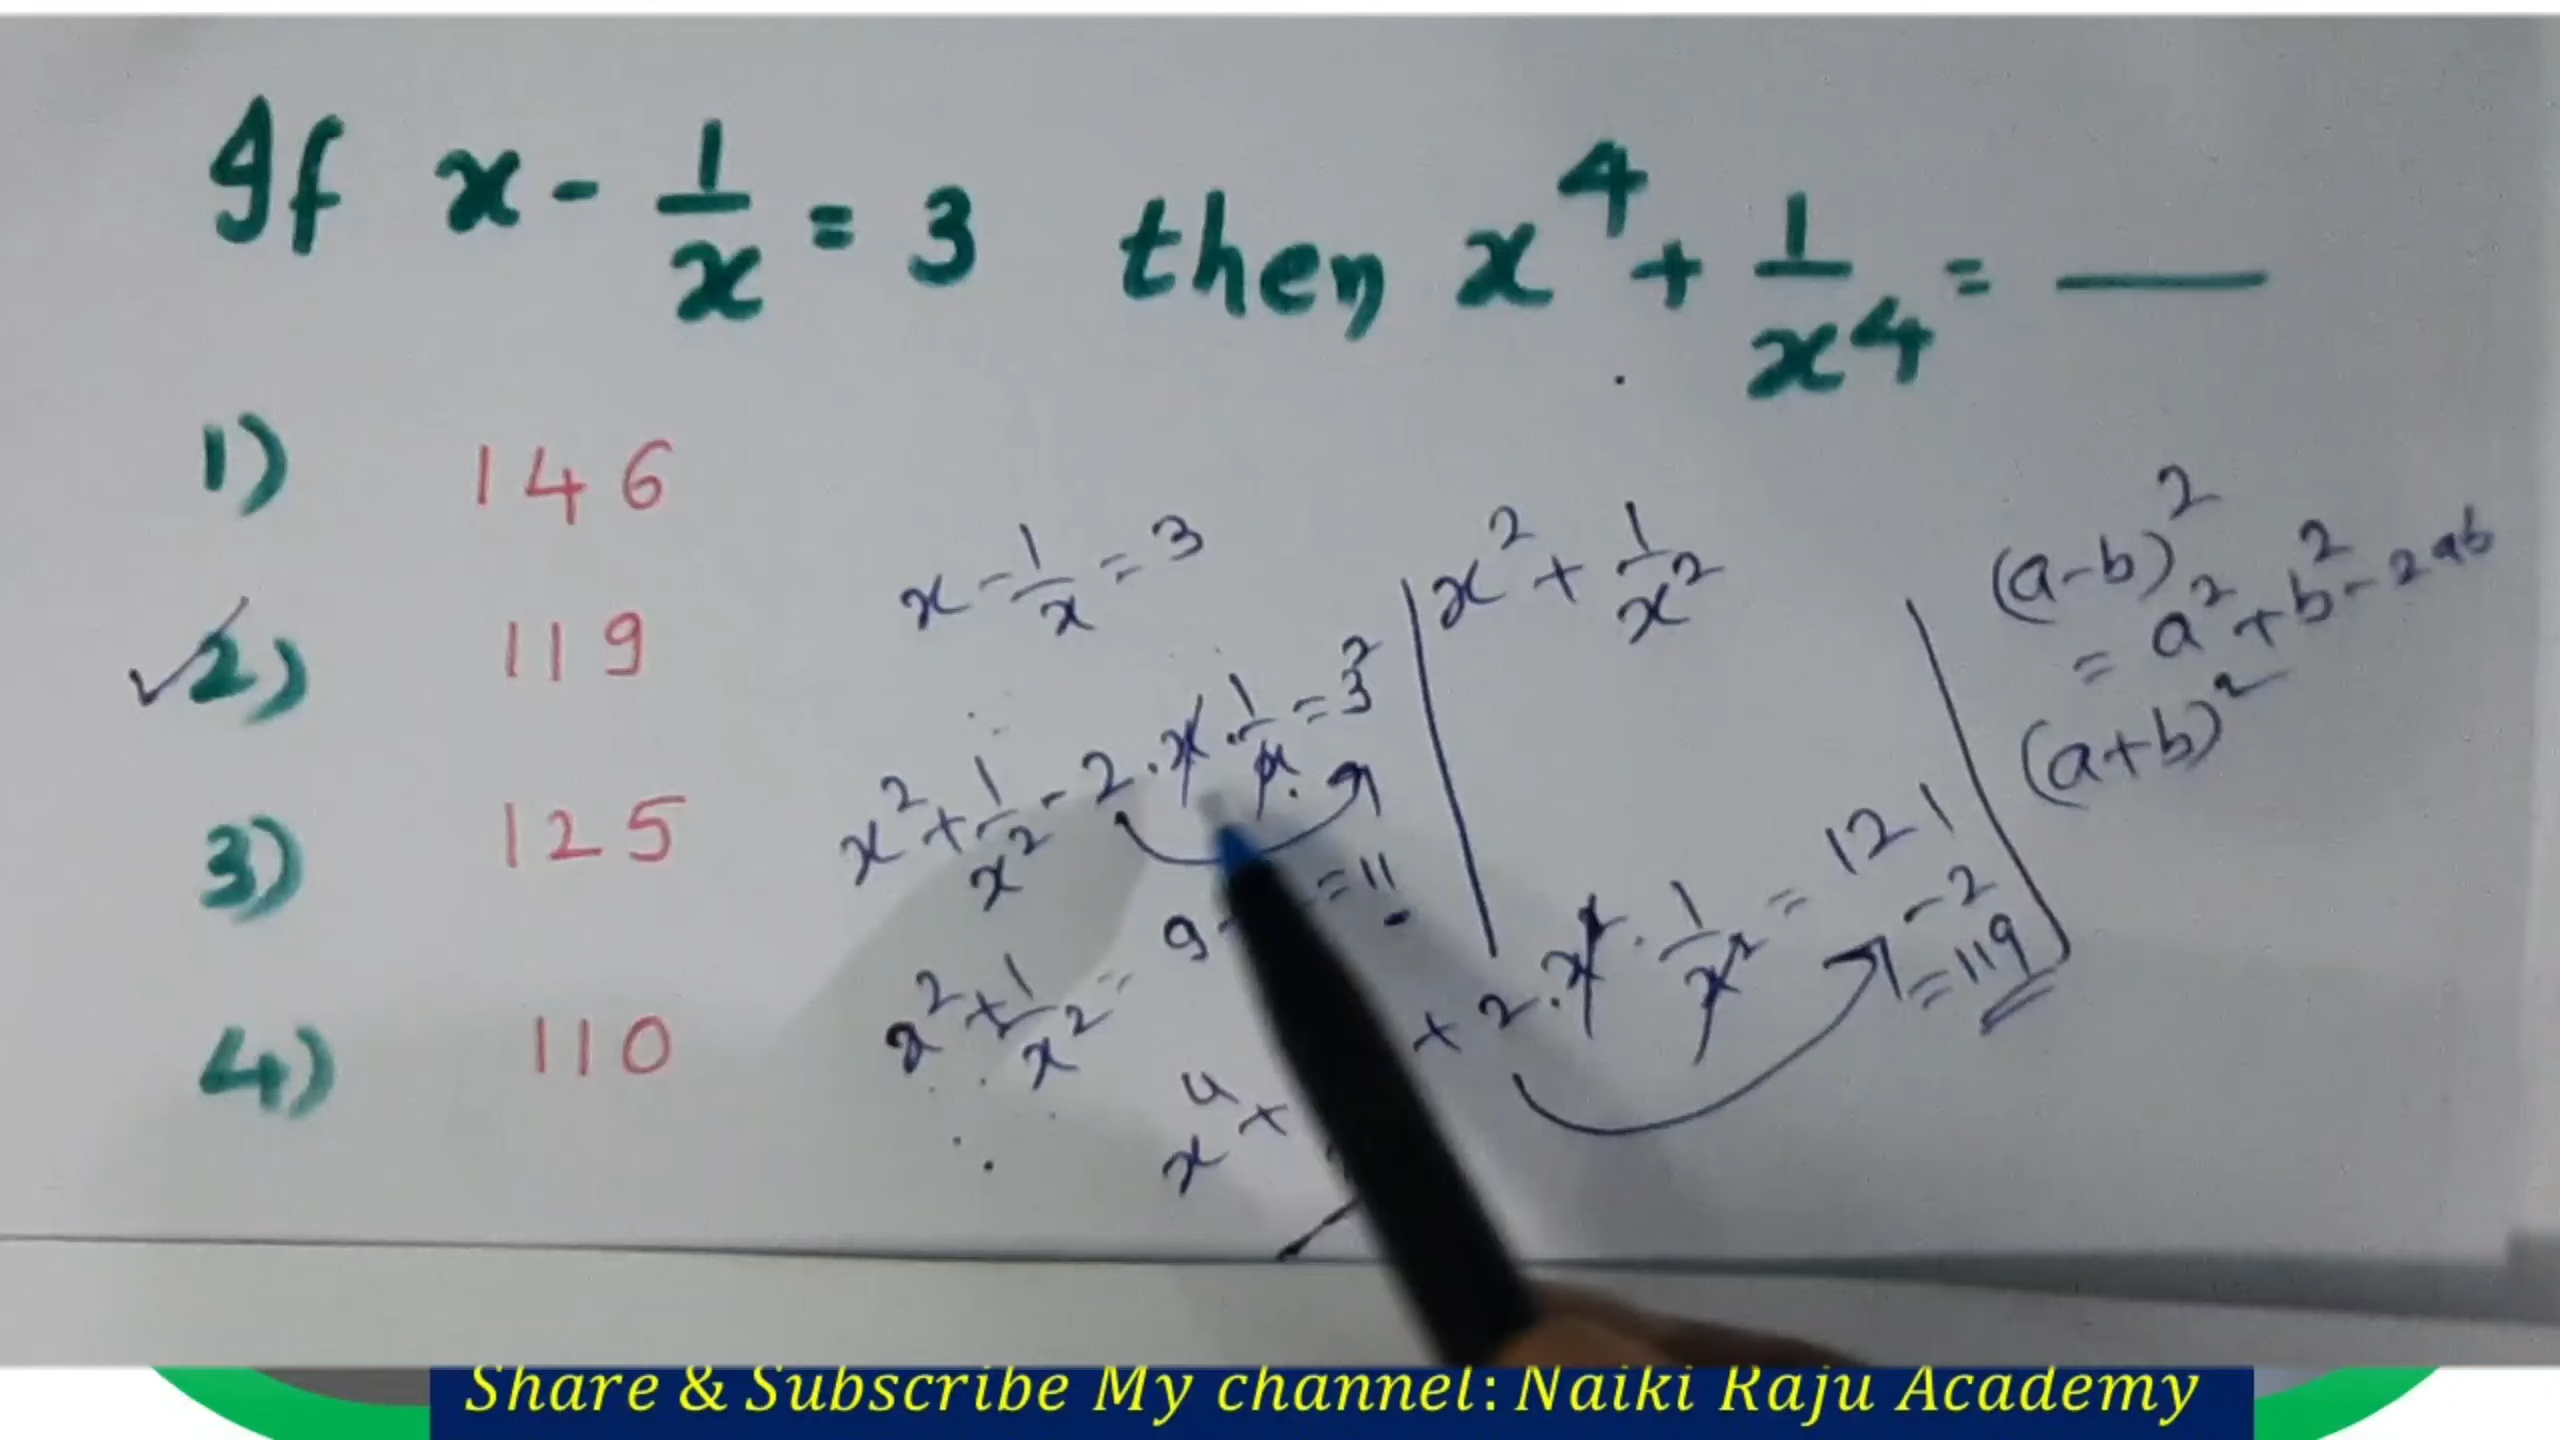 If x - 1/x = 3 then x⁴ + 1/x⁴ = ___
1) 146
2) 119
3) 125
4) 110
x - 1/x = 3
x² + 1/x² - 2 · x · 1/x = 3²
x² + 1/x² = 9 = 11
x² + 1/x²
x⁴ + + 2 · x² · 1/x² = 121
- 2
= 119
(a-b)²
= a² + b² - 2ab
(a+b)²
Share & Subscribe My channel: Naiki Raju Academy